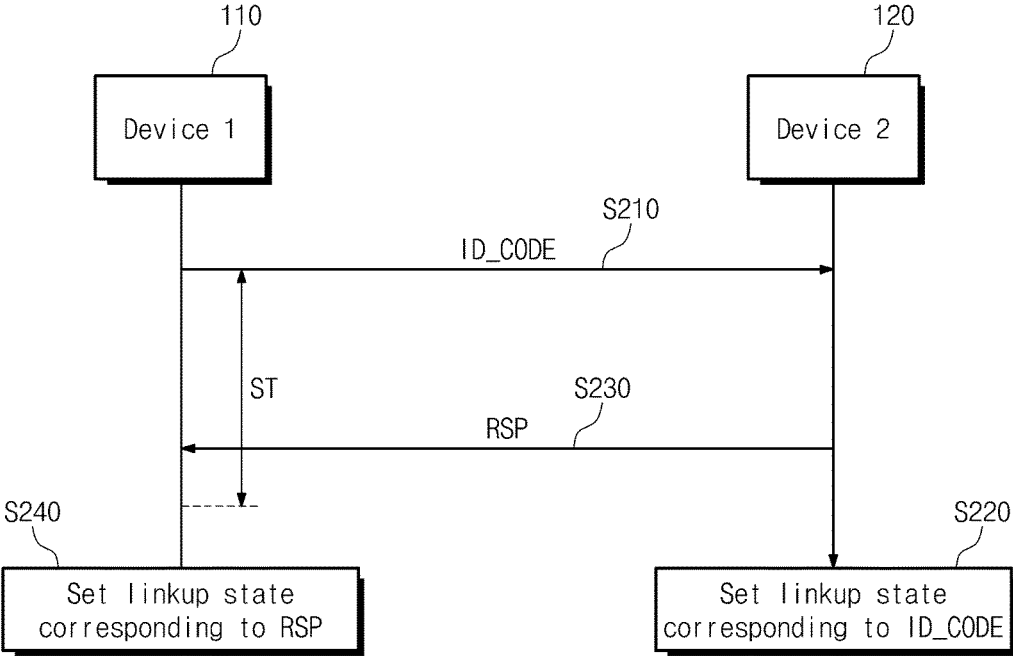 110
120
Device 1
Device 2
S210
ID_CODE
ST
S230
RSP
S240
S220
Set linkup state
corresponding to RSP
Set linkup state
corresponding to ID_CODE